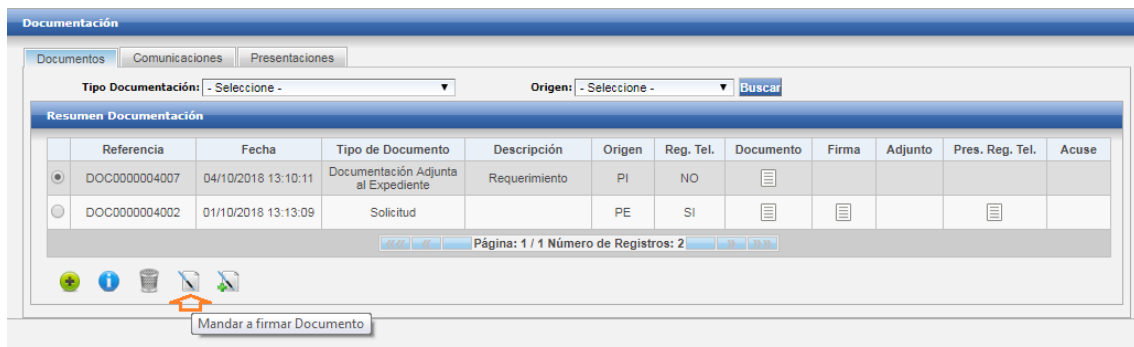 Documentación
Documentos Comunicaciones Presentaciones
Tipo Documentación: - Seleccione - Origen: - Seleccione - Buscar
Resumen Documentación
Referencia Fecha Tipo de Documento Descripción Origen Reg. Tel. Documento Firma Adjunto Pres. Reg. Tel. Acuse
DOC0000004007 04/10/2018 13:10:11 Documentación Adjunta al Expediente Requerimiento PI NO
DOC0000004002 01/10/2018 13:13:09 Solicitud PE SI
Página: 1 / 1 Número de Registros: 2
Mandar a firmar Documento